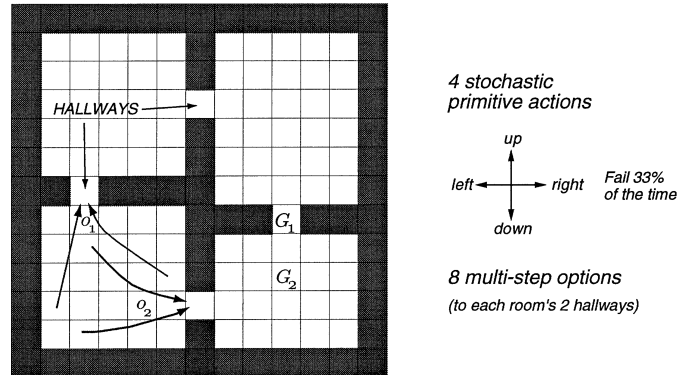 HALLWAYS
o1
o2
G1
G2
4 stochastic
primitive actions
up
left
right
down
Fail 33%
of the time
8 multi-step options
(to each room's 2 hallways)